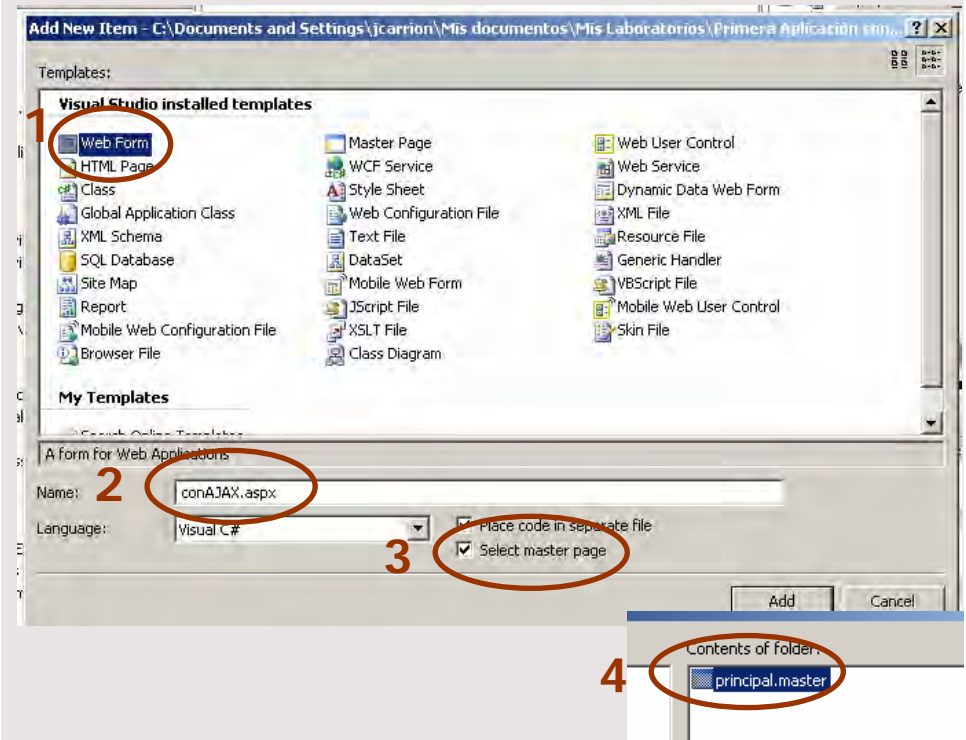 Add New Item - C:\Documents and Settings\jcarrion\Mis documentos\Mis Laboratorios\Primera Aplicación con...
Templates:
Visual Studio installed templates
1
Web Form Master Page Web User Control
HTML Page WCF Service Web Service
Class Style Sheet Dynamic Data Web Form
Global Application Class Web Configuration File XML File
XML Schema Text File Resource File
SQL Database DataSet Generic Handler
Site Map Mobile Web Form VBScript File
Report JScript File Mobile Web User Control
Mobile Web Configuration File XSLT File Skin File
Browser File Class Diagram
My Templates
Search Online Templates
A form for Web Applications
Name: 2 conAJAX.aspx
Language: Visual C# Place code in separate file
3 Select master page
Add Cancel
Contents of folder:
4 principal.master